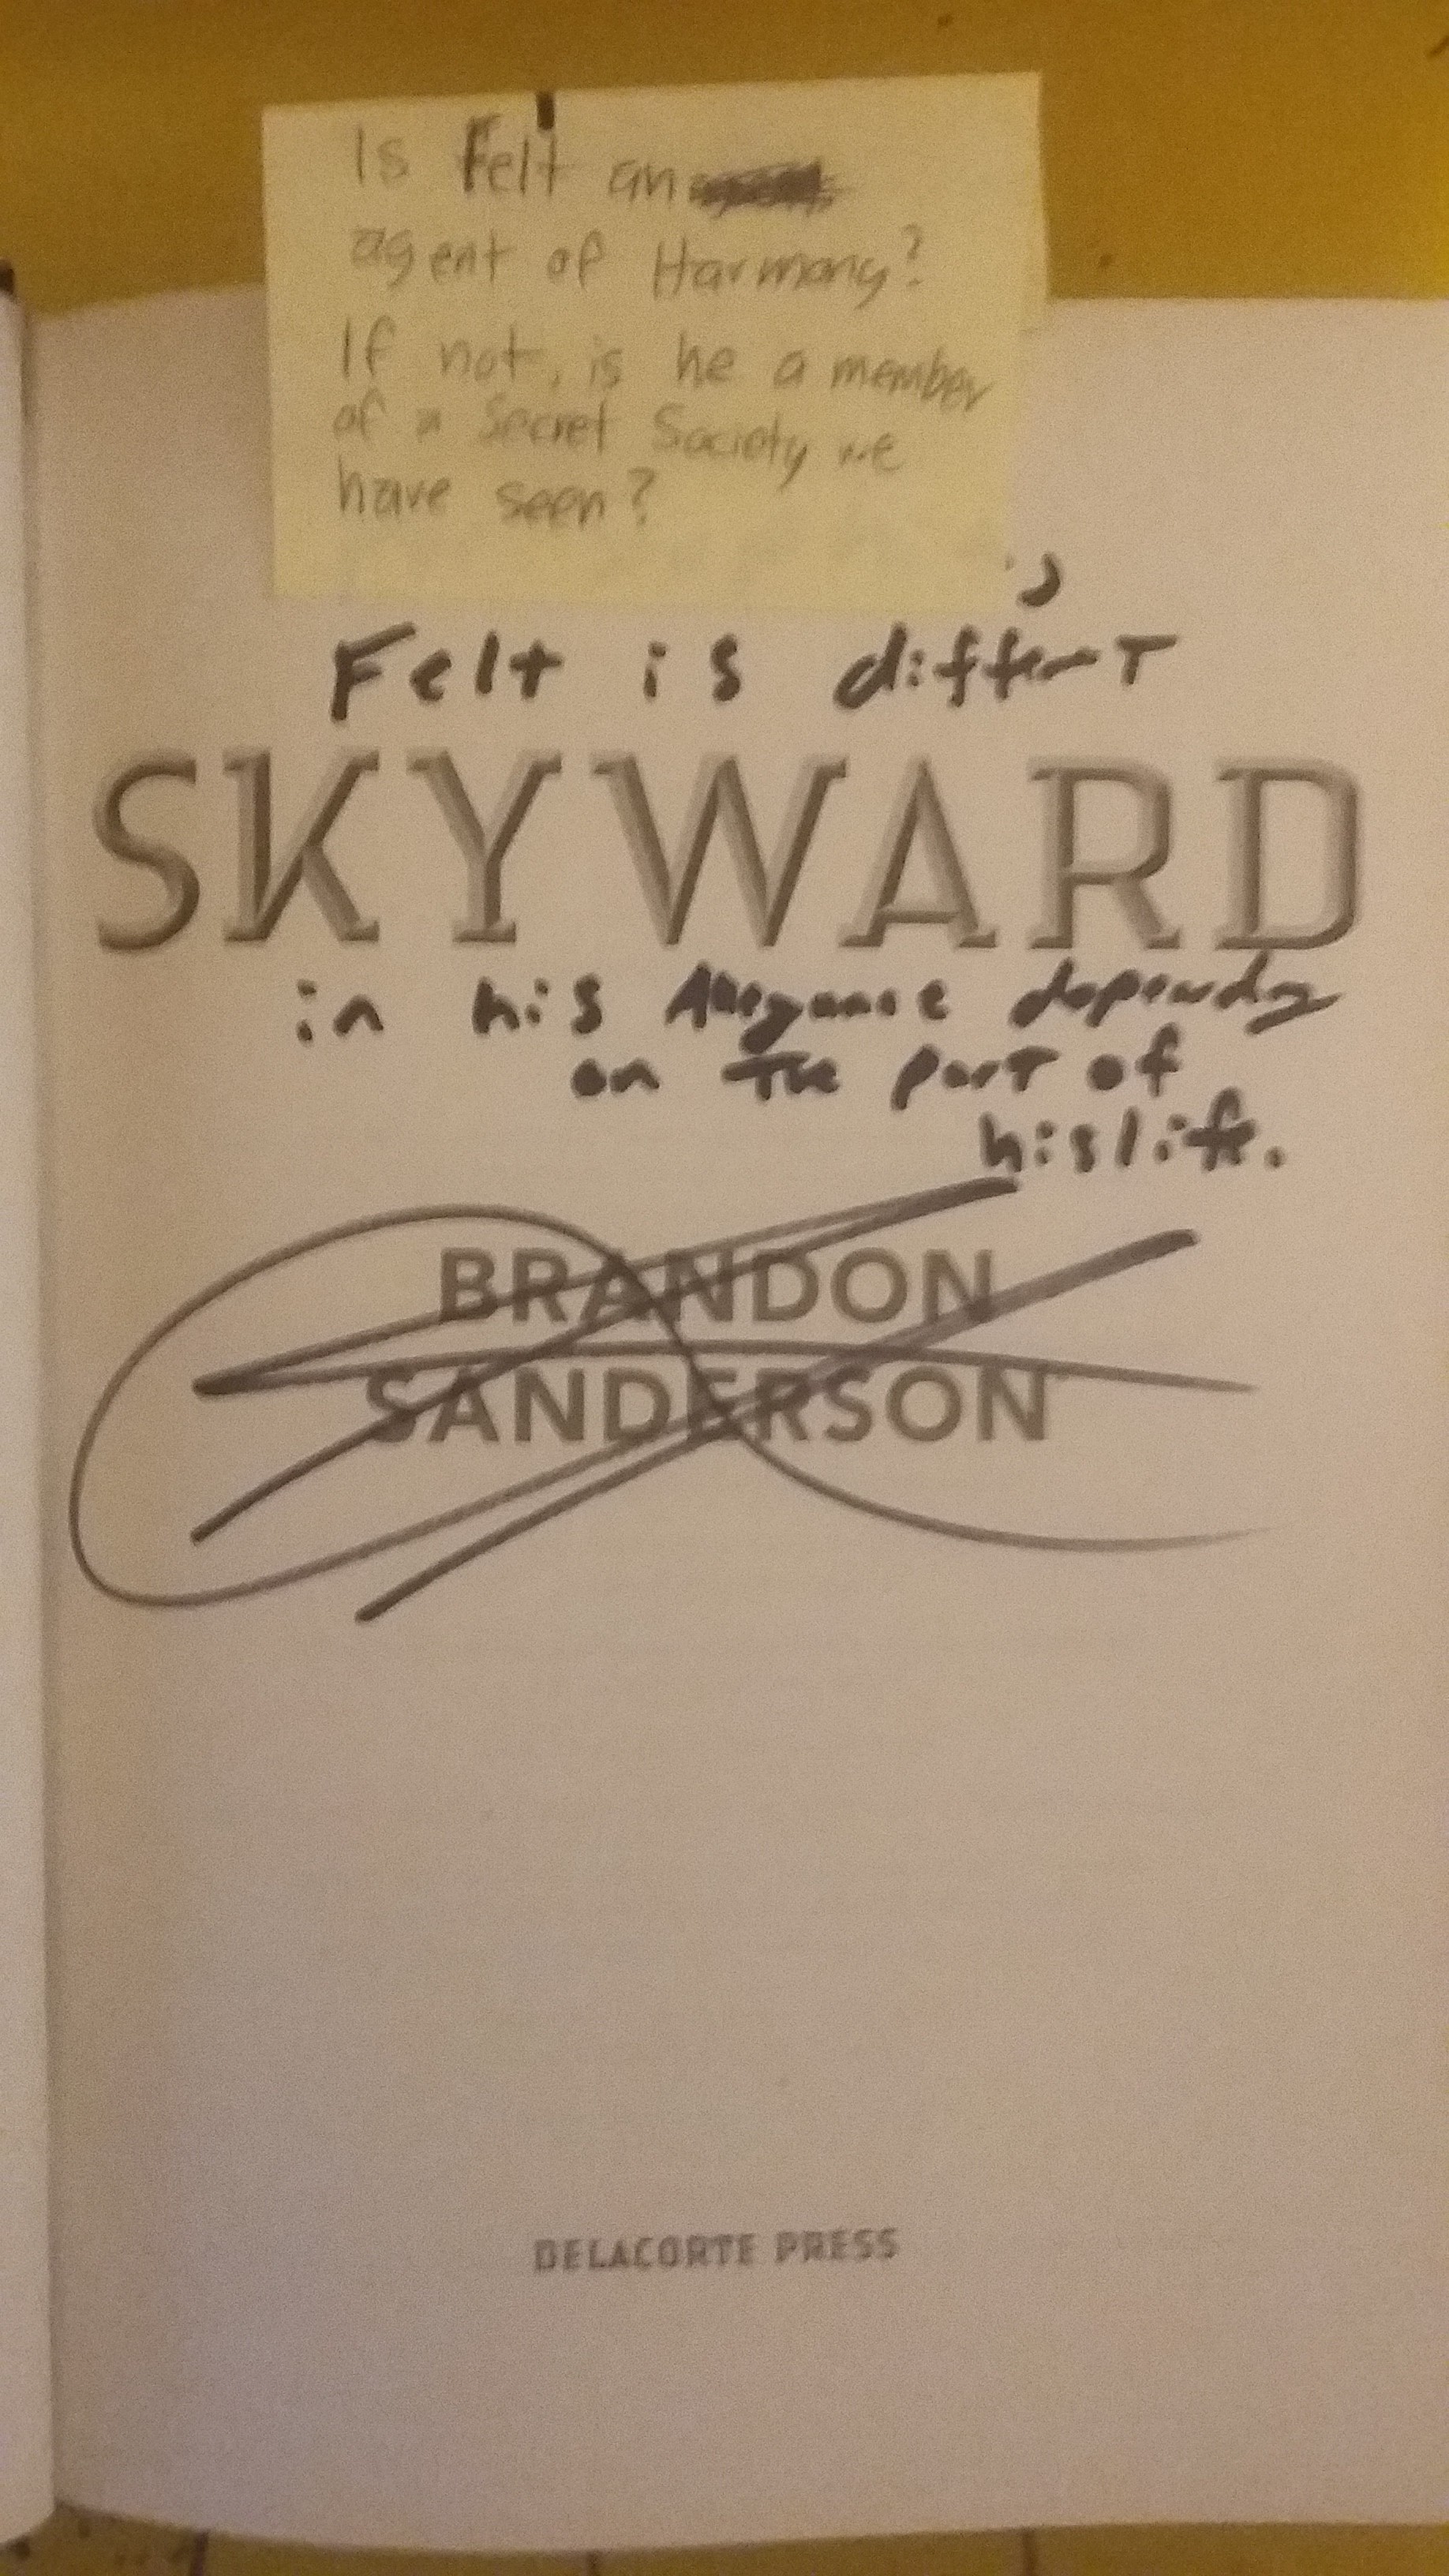 Is Felt an
agent of Harmony?
If not, is he a member
of a Secret Society we
have seen?
Felt is differt
SKYWARD
in his Allegiance depending
on the part of
his life.
BRANDON
SANDERSON
DELACORTE PRESS